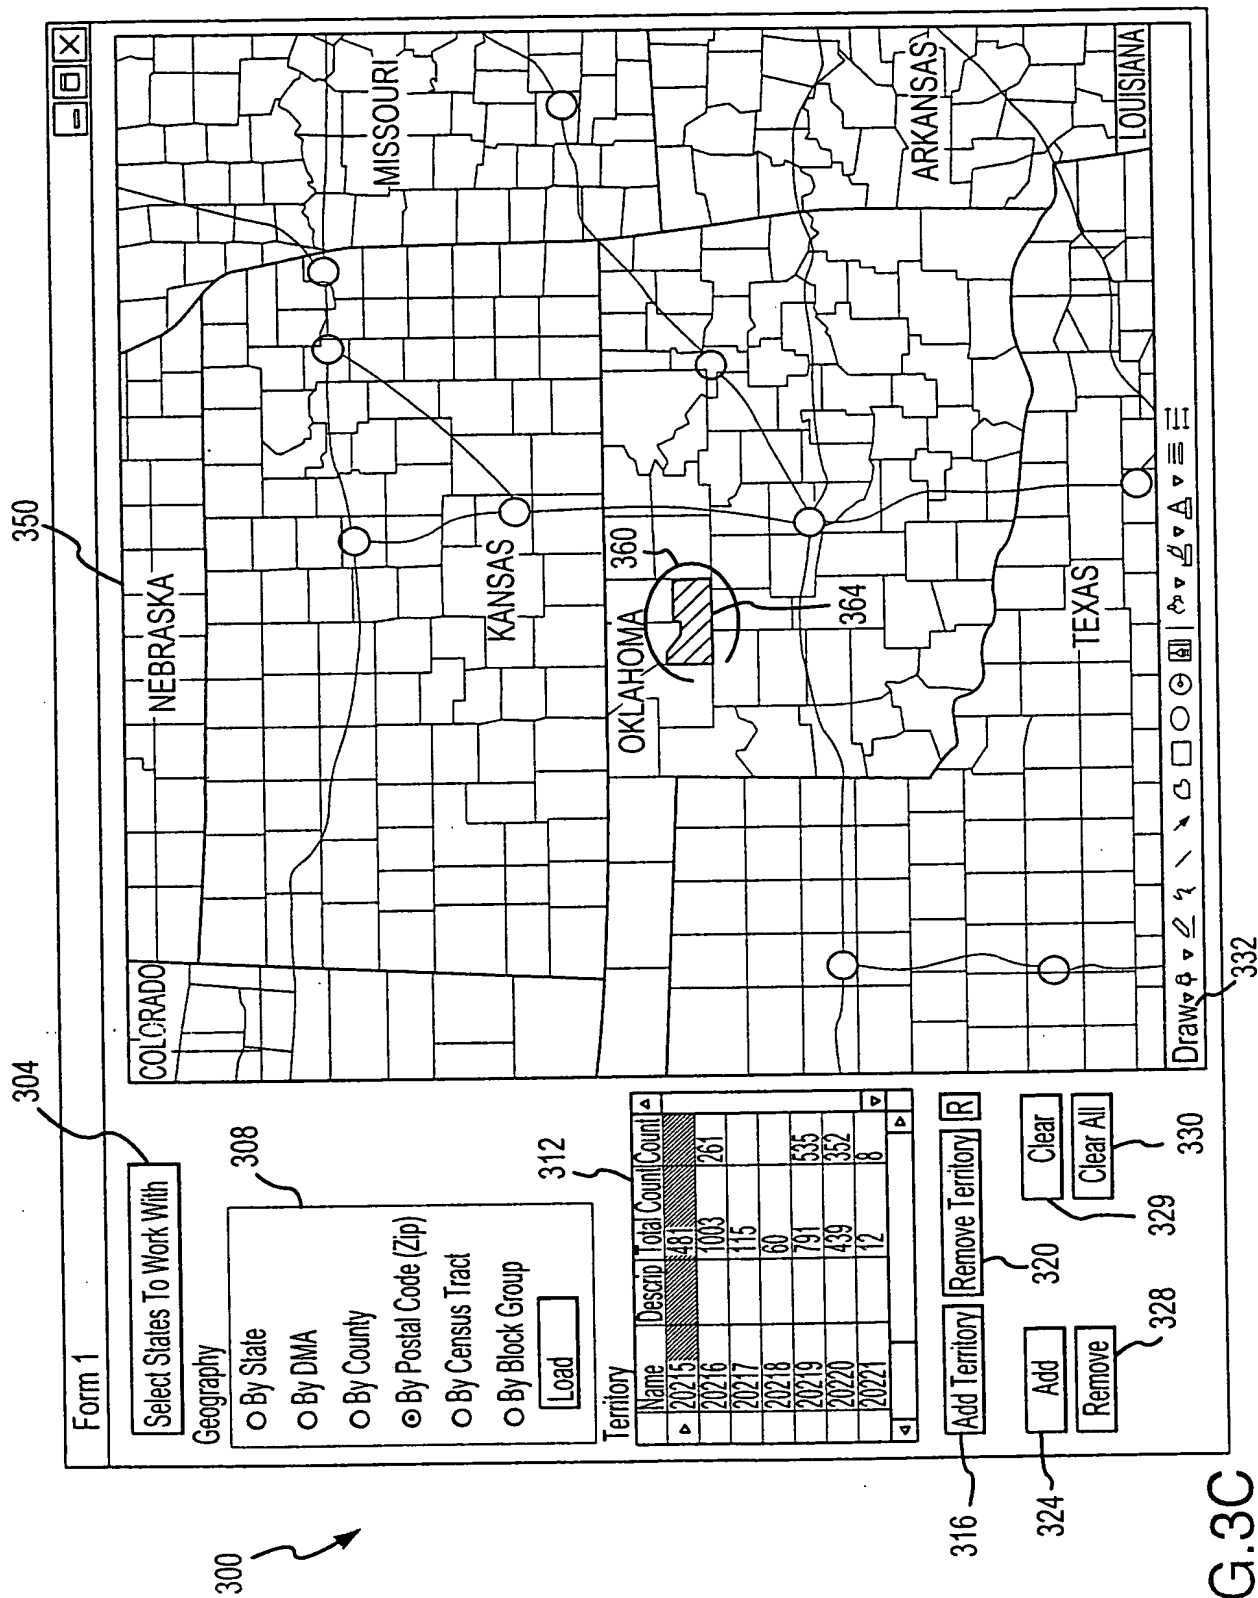 300
304
350
Form 1
Select States To Work With
Geography
308
By State
By DMA
By County
By Postal Code (Zip)
By Census Tract
By Block Group
Load
Territory
312
Name Descrip Total Count Count
20215 481
20216 1003 261
20217 115
20218 60
20219 791 535
20220 439 352
20221 12 8
316
Add Territory
Remove Territory
R
320
324
Add
Clear
Remove
Clear All
328
329
330
COLORADO
NEBRASKA
KANSAS
MISSOURI
OKLAHOMA
360
364
ARKANSAS
TEXAS
LOUISIANA
Draw
A
332
G.3C